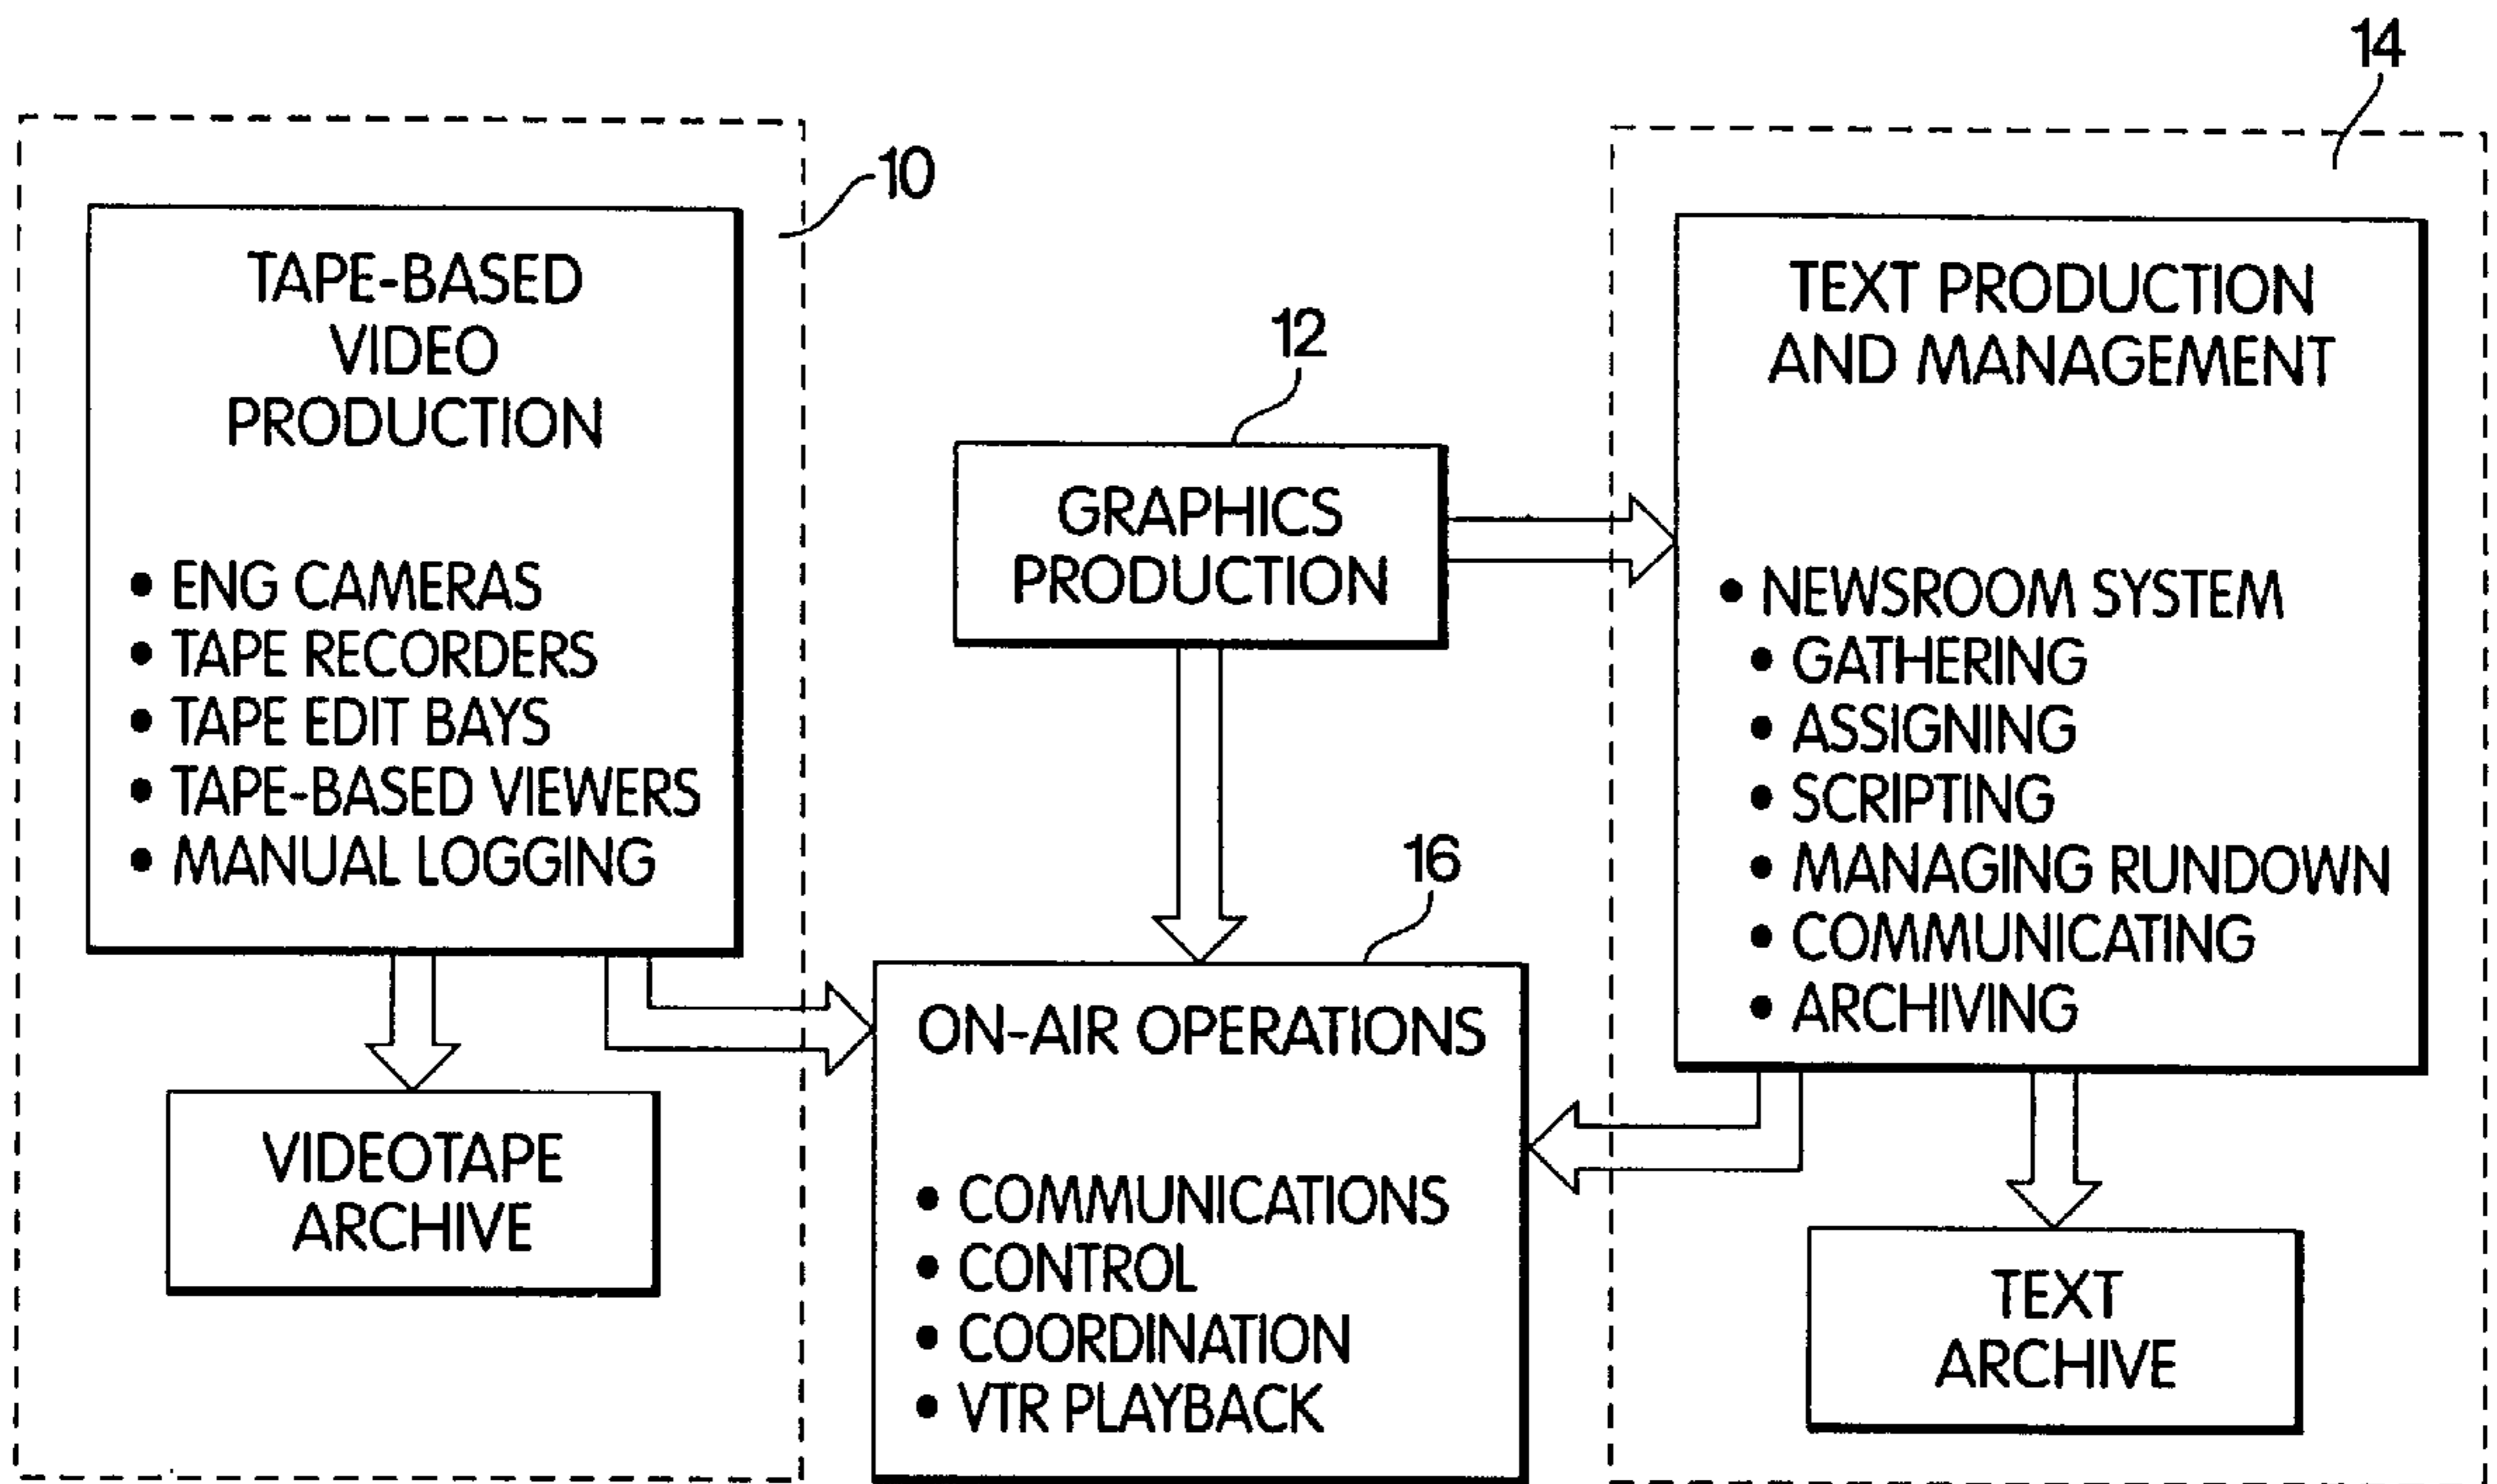 14
10
TAPE-BASED
VIDEO
PRODUCTION
• ENG CAMERAS
• TAPE RECORDERS
• TAPE EDIT BAYS
• TAPE-BASED VIEWERS
• MANUAL LOGGING
VIDEOTAPE
ARCHIVE
12
GRAPHICS
PRODUCTION
16
ON-AIR OPERATIONS
• COMMUNICATIONS
• CONTROL
• COORDINATION
• VTR PLAYBACK
TEXT PRODUCTION
AND MANAGEMENT
• NEWSROOM SYSTEM
• GATHERING
• ASSIGNING
• SCRIPTING
• MANAGING RUNDOWN
• COMMUNICATING
• ARCHIVING
TEXT
ARCHIVE